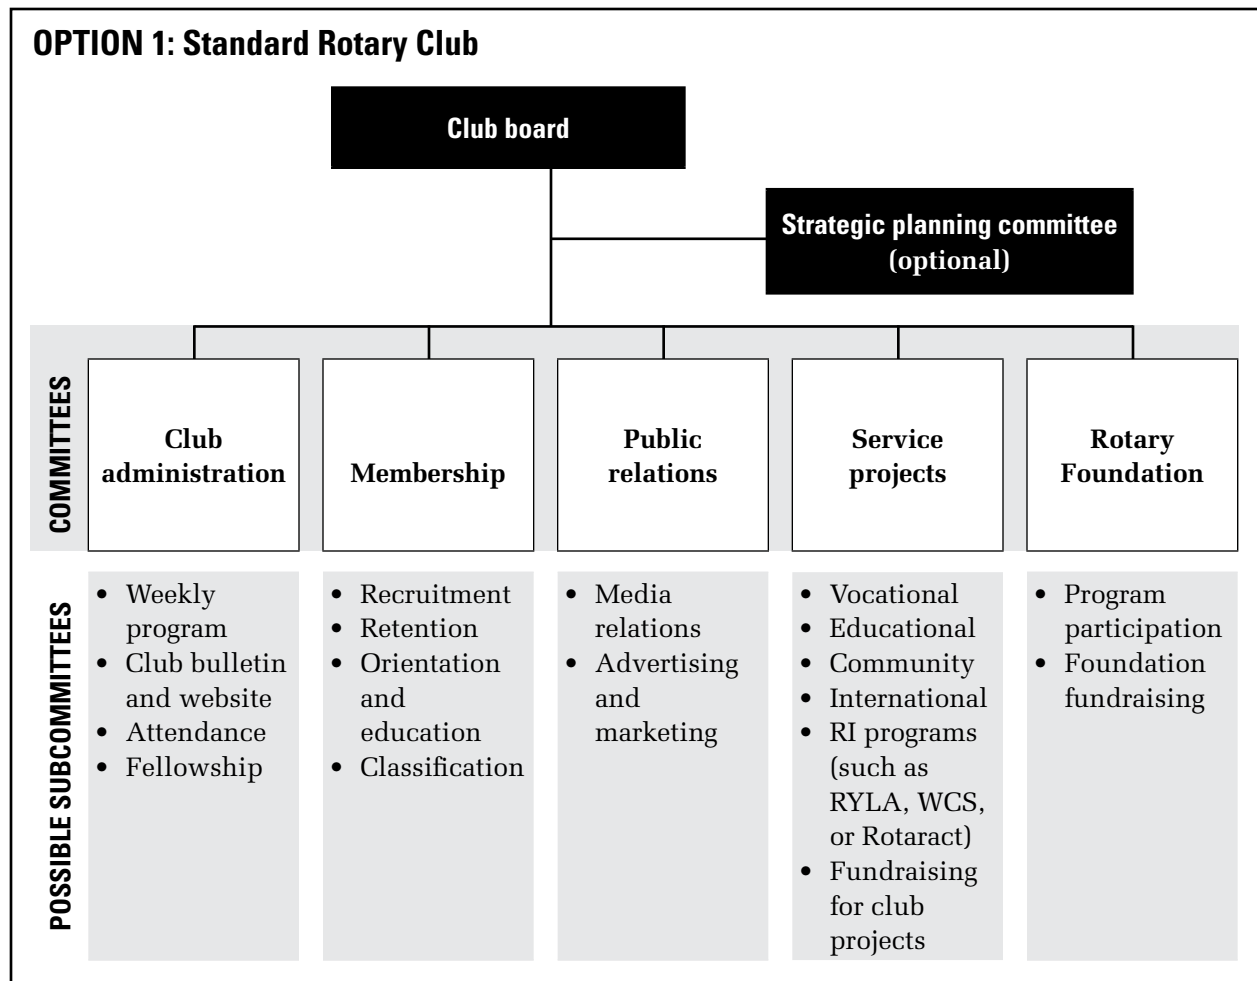 OPTION 1: Standard Rotary Club
Club board
Strategic planning committee
(optional)
COMMITTEES
Club
administration
Membership
Public
relations
Service
projects
Rotary
Foundation
POSSIBLE SUBCOMMITTEES
• Weekly
program
• Club bulletin
and website
• Attendance
• Fellowship
• Recruitment
• Retention
• Orientation
and
education
• Classification
• Media
relations
• Advertising
and
marketing
• Vocational
• Educational
• Community
• International
• RI programs
(such as
RYLA, WCS,
or Rotaract)
• Fundraising
for club
projects
• Program
participation
• Foundation
fundraising